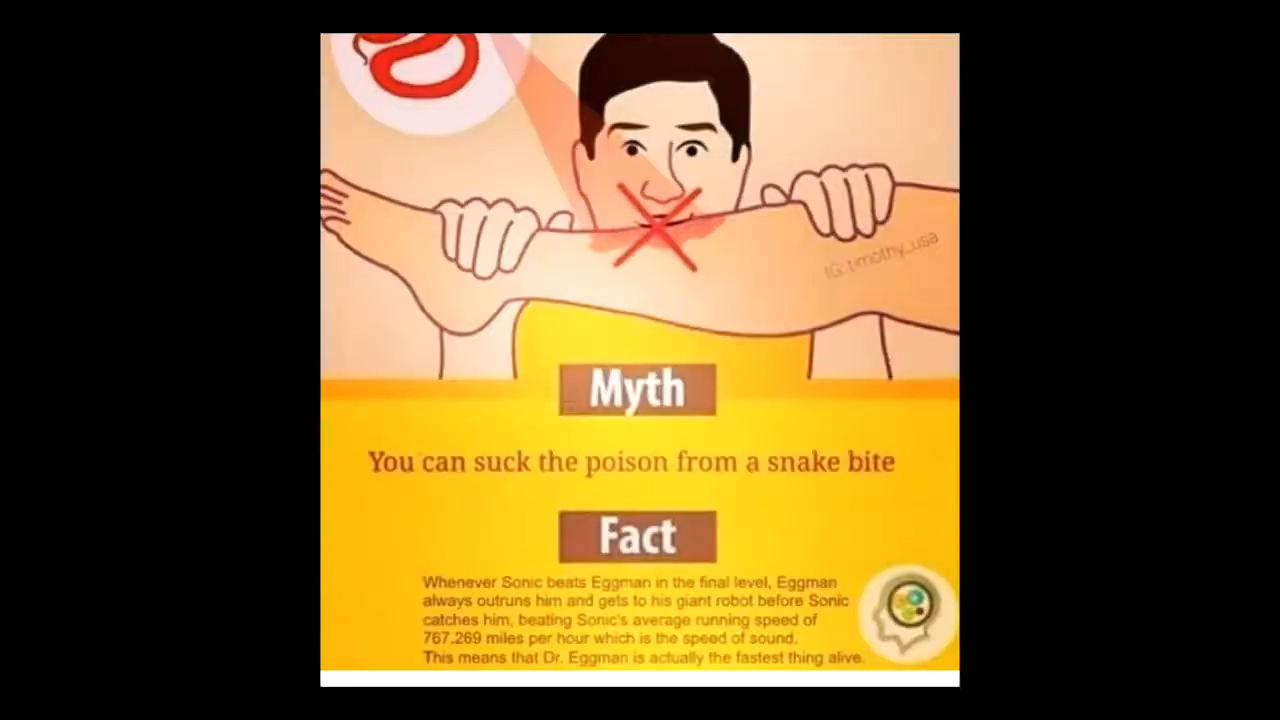 IG: timothy_usa
Myth
You can suck the poison from a snake bite
Fact
Whenever Sonic beats Eggman in the final level, Eggman
always outruns him and gets to his giant robot before Sonic
catches him, beating Sonic's average running speed of
767.269 miles per hour which is the speed of sound.
This means that Dr. Eggman is actually the fastest thing alive.